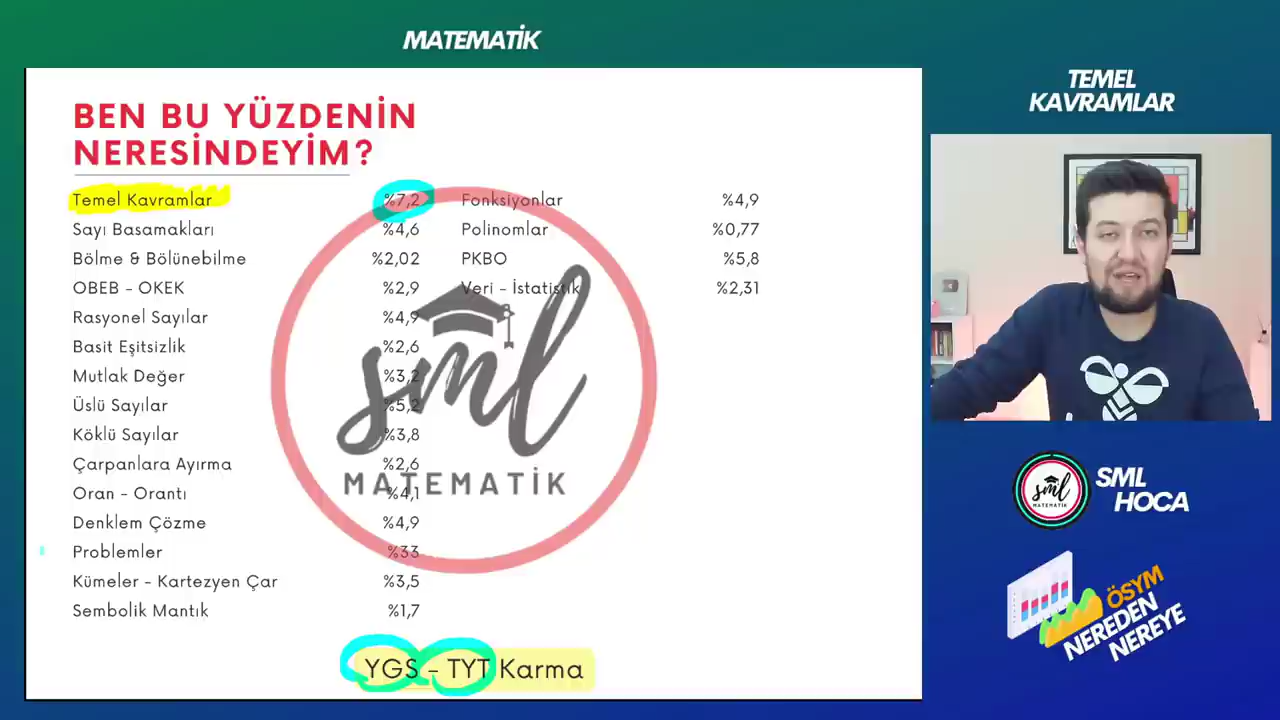 MATEMATİK
TEMEL
KAVRAMLAR
BEN BU YÜZDENİN
NERESİNDEYİM?
Temel Kavramlar %7,2
Sayı Basamakları %4,6
Bölme & Bölünebilme %2,02
OBEB - OKEK %2,9
Rasyonel Sayılar %4,9
Basit Eşitsizlik %2,6
Mutlak Değer %3,2
Üslü Sayılar %5,2
Köklü Sayılar %3,8
Çarpanlara Ayırma %2,6
Oran - Orantı %4,1
Denklem Çözme %4,9
Problemler %33
Kümeler - Kartezyen Çar %3,5
Sembolik Mantık %1,7
Fonksiyonlar %4,9
Polinomlar %0,77
PKBO %5,8
Veri - İstatistik %2,31
sml
MATEMATİK
YGS - TYT Karma
sml
MATEMATİK
SML
HOCA
ÖSYM
NEREDEN
NEREYE